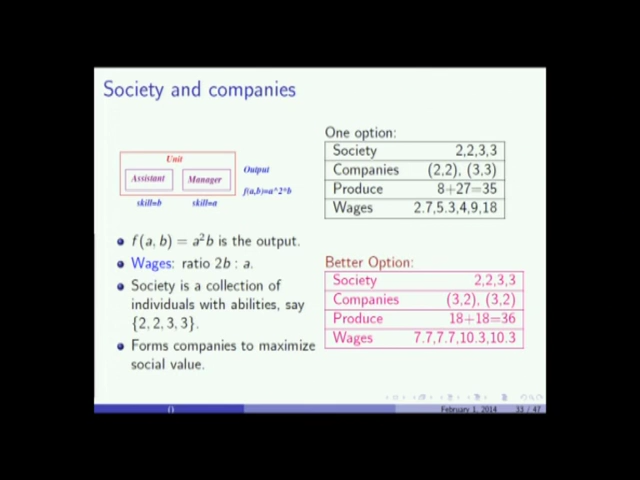 Society and companies
Unit
Assistant
Manager
skill=b
skill=a
Output
f(a,b)=a^2*b
f(a, b) = a²b is the output.
Wages: ratio 2b : a.
Society is a collection of
individuals with abilities, say
{2, 2, 3, 3}.
Forms companies to maximize
social value.
One option:
Society 2,2,3,3
Companies (2,2), (3,3)
Produce 8+27=35
Wages 2.7,5.3,4,9,18
Better Option:
Society 2,2,3,3
Companies (3,2), (3,2)
Produce 18+18=36
Wages 7.7,7.7,10.3,10.3
()
February 1, 2014
33 / 47